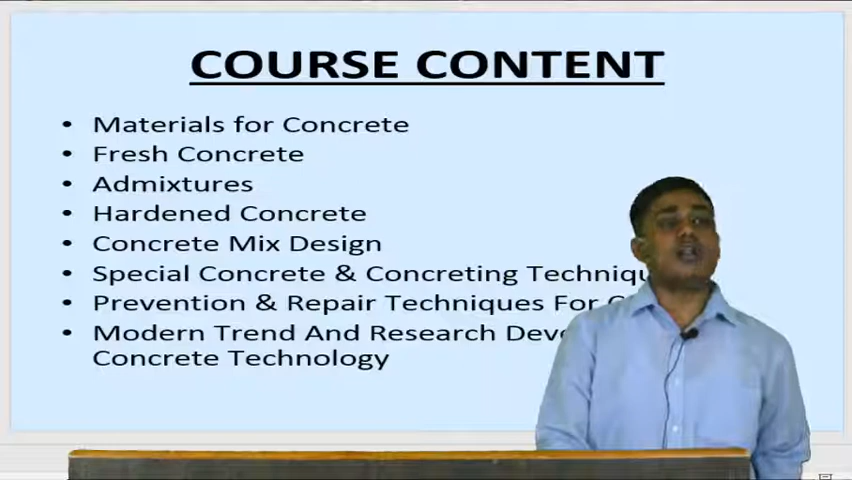 COURSE CONTENT
• Materials for Concrete
• Fresh Concrete
• Admixtures
• Hardened Concrete
• Concrete Mix Design
• Special Concrete & Concreting
• Prevention & Repair Techniques For
• Modern Trend And Research
Concrete Technology